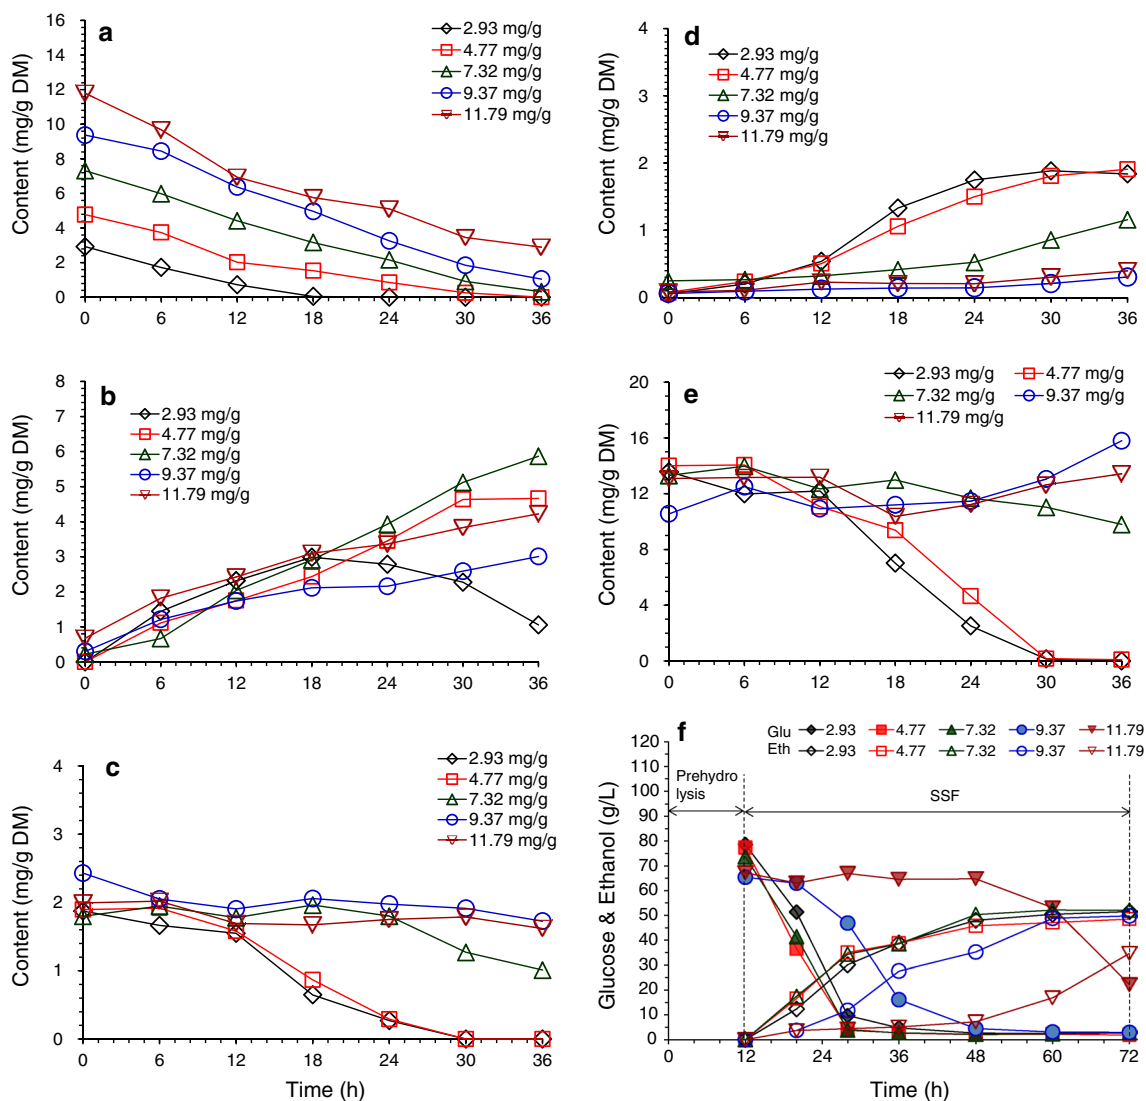 a
16
14
12
10
8
6
4
2
0
Content (mg/g DM)
2.93 mg/g
4.77 mg/g
7.32 mg/g
9.37 mg/g
11.79 mg/g
0 6 12 18 24 30 36
d
4
3
2
1
0
Content (mg/g DM)
2.93 mg/g
4.77 mg/g
7.32 mg/g
9.37 mg/g
11.79 mg/g
0 6 12 18 24 30 36
b
8
7
6
5
4
3
2
1
0
Content (mg/g DM)
2.93 mg/g
4.77 mg/g
7.32 mg/g
9.37 mg/g
11.79 mg/g
0 6 12 18 24 30 36
e
20
16
12
8
4
0
Content (mg/g DM)
2.93 mg/g 4.77 mg/g
7.32 mg/g 9.37 mg/g
11.79 mg/g
0 6 12 18 24 30 36
c
4
3
2
1
0
Content (mg/g DM)
2.93 mg/g
4.77 mg/g
7.32 mg/g
9.37 mg/g
11.79 mg/g
0 6 12 18 24 30 36
Time (h)
f
Glu 2.93 4.77 7.32 9.37 11.79
Eth 2.93 4.77 7.32 9.37 11.79
120
110
100
90
80
70
60
50
40
30
20
10
0
Glucose & Ethanol (g/L)
Prehydro
lysis
SSF
0 12 24 36 48 60 72
Time (h)